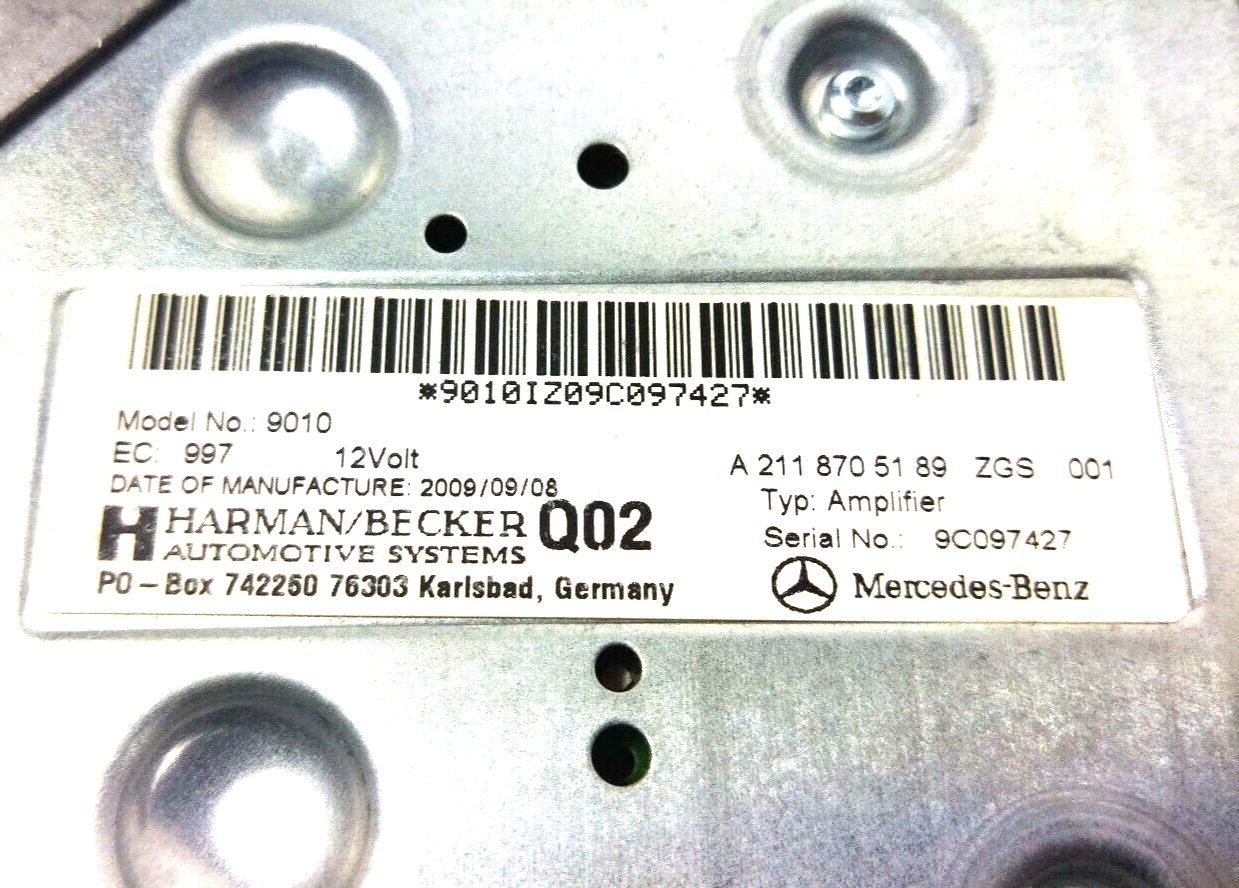 *9010IZ09C097427*
Model No.: 9010
EC: 997 12Volt
DATE OF MANUFACTURE: 2009/09/08
HARMAN/BECKER Q02
AUTOMOTIVE SYSTEMS
PO-Box 742250 76303 Karlsbad, Germany
A 211 870 51 89 ZGS 001
Typ: Amplifier
Serial No.: 9C097427
Mercedes-Benz